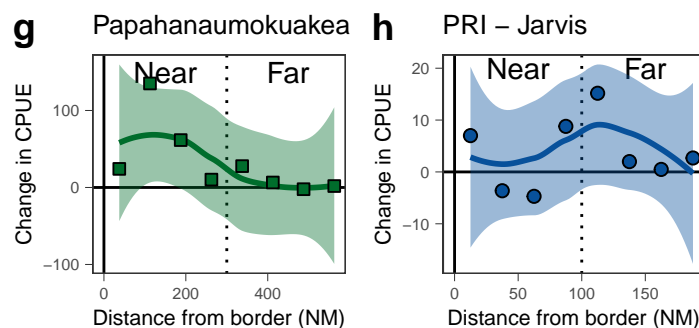 g Papahanaumokuakea
Near Far
Change in CPUE
100
0
−100
0 200 400
Distance from border (NM)
h PRI − Jarvis
Near Far
Change in CPUE
20
10
0
−10
0 50 100 150
Distance from border (NM)